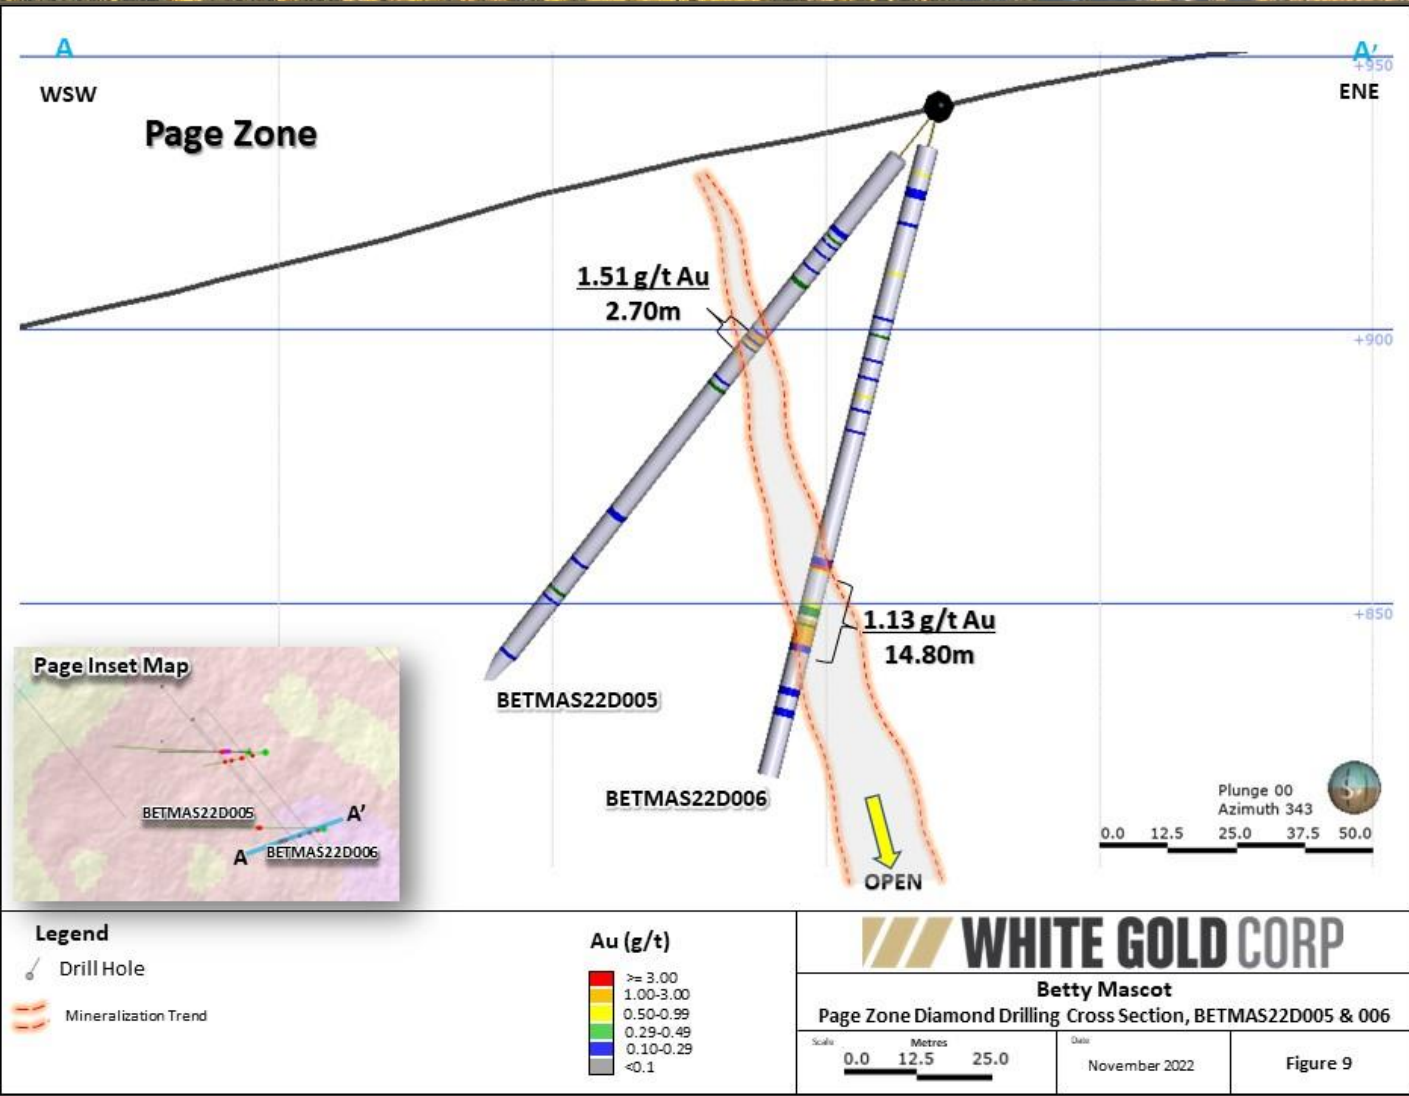 A
A'
+950
WSW
ENE
Page Zone
1.51 g/t Au
2.70m
+900
+850
1.13 g/t Au
14.80m
Page Inset Map
BETMAS22D005
BETMAS22D006
BETMAS22D005
A'
A
BETMAS22D006
Plunge 00
Azimuth 343
0.0 12.5 25.0 37.5 50.0
OPEN
Legend
Drill Hole
Mineralization Trend
Au (g/t)
>= 3.00
1.00-3.00
0.50-0.99
0.29-0.49
0.10-0.29
<0.1
WHITE GOLD CORP
Betty Mascot
Page Zone Diamond Drilling Cross Section, BETMAS22D005 & 006
Scale
Metres
0.0 12.5 25.0
Date
November 2022
Figure 9